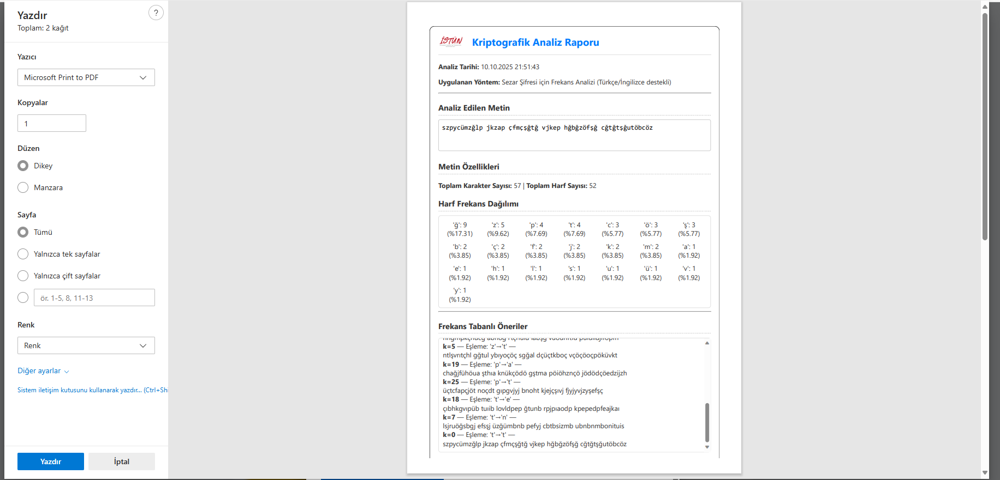 Yazdır
?
Toplam: 2 kağıt
Yazıcı
Microsoft Print to PDF
Kopyalar
1
Düzen
Dikey
Manzara
Sayfa
Tümü
Yalnızca tek sayfalar
Yalnızca çift sayfalar
ör. 1-5, 8, 11-13
Renk
Renk
Diğer ayarlar
Sistem iletişim kutusunu kullanarak yazdır... (Ctrl+Shi
Yazdır
İptal
İSTÜN
Kriptografik Analiz Raporu
Analiz Tarihi: 10.10.2025 21:51:43
Uygulanan Yöntem: Sezar Şifresi için Frekans Analizi (Türkçe/İngilizce destekli)
Analiz Edilen Metin
szpycümzğlp jkzap çfmçşğtğ vjkep hğbğzöfşğ cğtğtşğutöbcöz
Metin Özellikleri
Toplam Karakter Sayısı: 57 | Toplam Harf Sayısı: 52
Harf Frekans Dağılımı
'ğ': 9 'z': 5 'p': 4 't': 4 'c': 3 'ö': 3 'ş': 3
(%17.31) (%9.62) (%7.69) (%7.69) (%5.77) (%5.77) (%5.77)
'b': 2 'ç': 2 'f': 2 'j': 2 'k': 2 'm': 2 'a': 1
(%3.85) (%3.85) (%3.85) (%3.85) (%3.85) (%3.85) (%1.92)
'e': 1 'h': 1 'l': 1 's': 1 'u': 1 'ü': 1 'v': 1
(%1.92) (%1.92) (%1.92) (%1.92) (%1.92) (%1.92) (%1.92)
'y': 1
(%1.92)
Frekans Tabanlı Öneriler
k=5 — Eşleme: 'z'→'t' —
ntlşvrıtçhl gğtul ybıyoçöç sgğal dçüçtkboç vçöçöoçpöküvkt
k=19 — Eşleme: 'p'→'a' —
chağjfühöua şthıa knükçödö gştma pöiöhznçö jödödçöedzijzh
k=25 — Eşleme: 'p'→'t' —
üçtcfapçjöt noçdt gıpgvjyj bnoht kjejçşıvj fjyjyvjzyşefşç
k=18 — Eşleme: 't'→'e' —
çıbhkgvıpüb tuıib lovldpep ğtunb rpjpıaodp kpepedpfeajkaı
k=7 — Eşleme: 't'→'n' —
lsjruöğsbgj efsşj üzğümbnb pefyj cbtbsizmb ubnbnmbonituis
k=0 — Eşleme: 't'→'t' —
szpycümzğlp jkzap çfmçşğtğ vjkep hğbğzöfşğ cğtğtşğutöbcöz